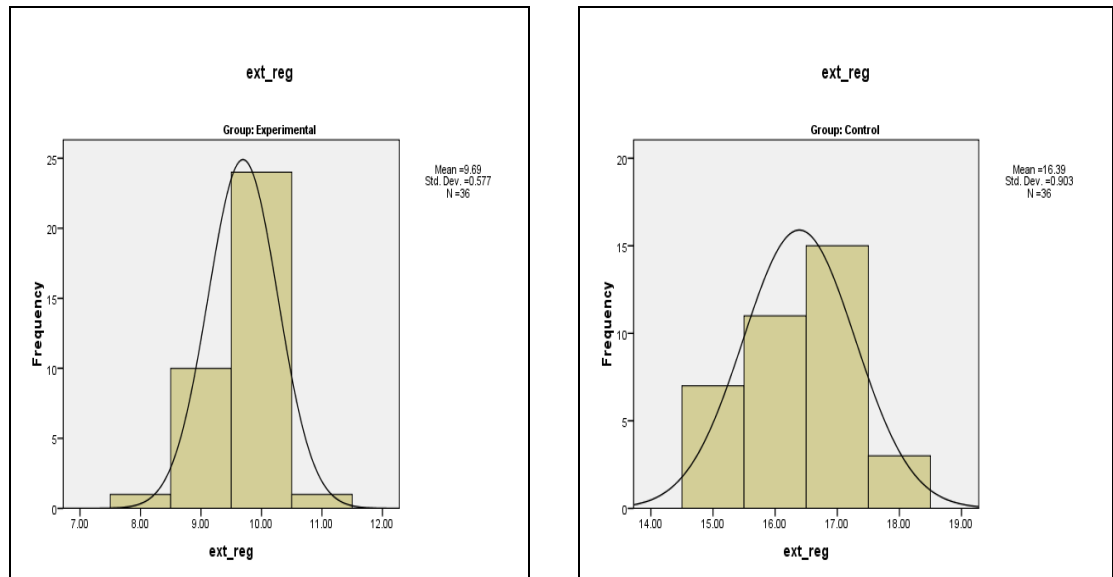 ext_reg
Group: Experimental
Mean =9.69
Std. Dev. =0.577
N =36
Frequency
25
20
15
10
5
0
7.00 8.00 9.00 10.00 11.00 12.00
ext_reg
ext_reg
Group: Control
Mean =16.39
Std. Dev. =0.903
N =36
Frequency
20
15
10
5
0
14.00 15.00 16.00 17.00 18.00 19.00
ext_reg